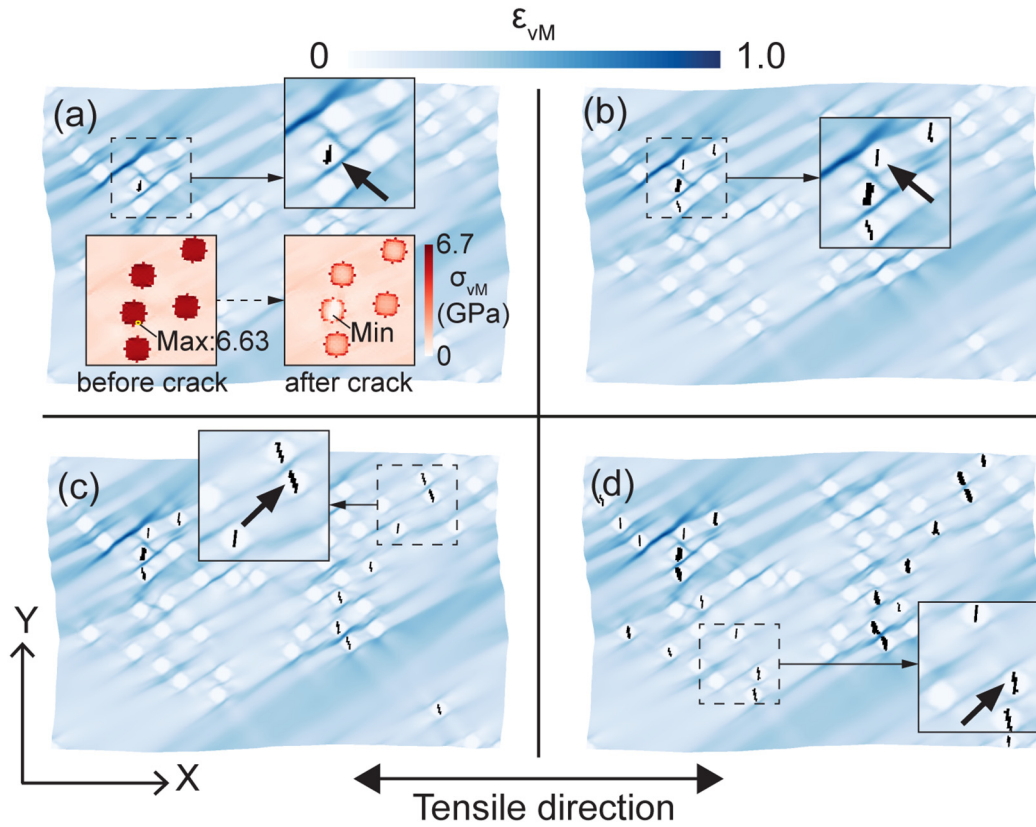 ε_vM
0 1.0
(a)
(b)
6.7
σ_vM
(GPa)
Max:6.63
Min
0
before crack
after crack
(c)
(d)
Y
X
Tensile direction